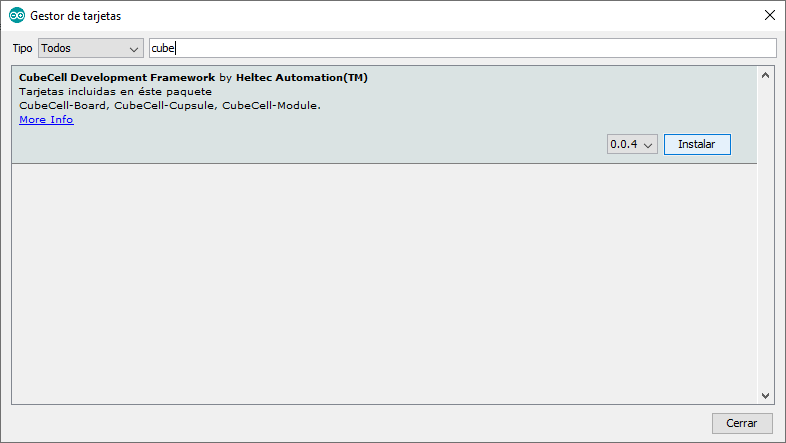 Gestor de tarjetas
Tipo Todos cube
CubeCell Development Framework by Heltec Automation(TM)
Tarjetas incluidas en éste paquete
CubeCell-Board, CubeCell-Cupsule, CubeCell-Module.
More Info
0.0.4 Instalar
Cerrar